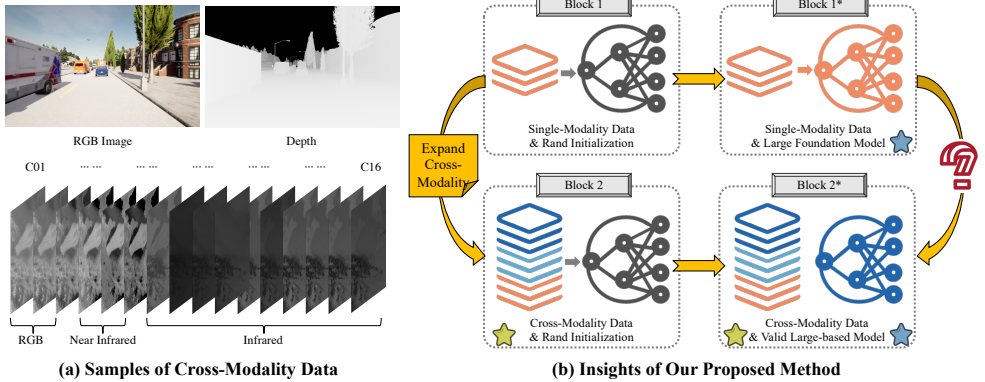 RGB Image
Depth
C01
... ...
... ...
... ...
... ...
C16
RGB
Near Infrared
Infrared
(a) Samples of Cross-Modality Data
Block 1
Single-Modality Data
& Rand Initialization
Block 1*
Single-Modality Data
& Large Foundation Model
Expand
Cross-
Modality
Block 2
Cross-Modality Data
& Rand Initialization
Block 2*
Cross-Modality Data
& Valid Large-based Model
(b) Insights of Our Proposed Method